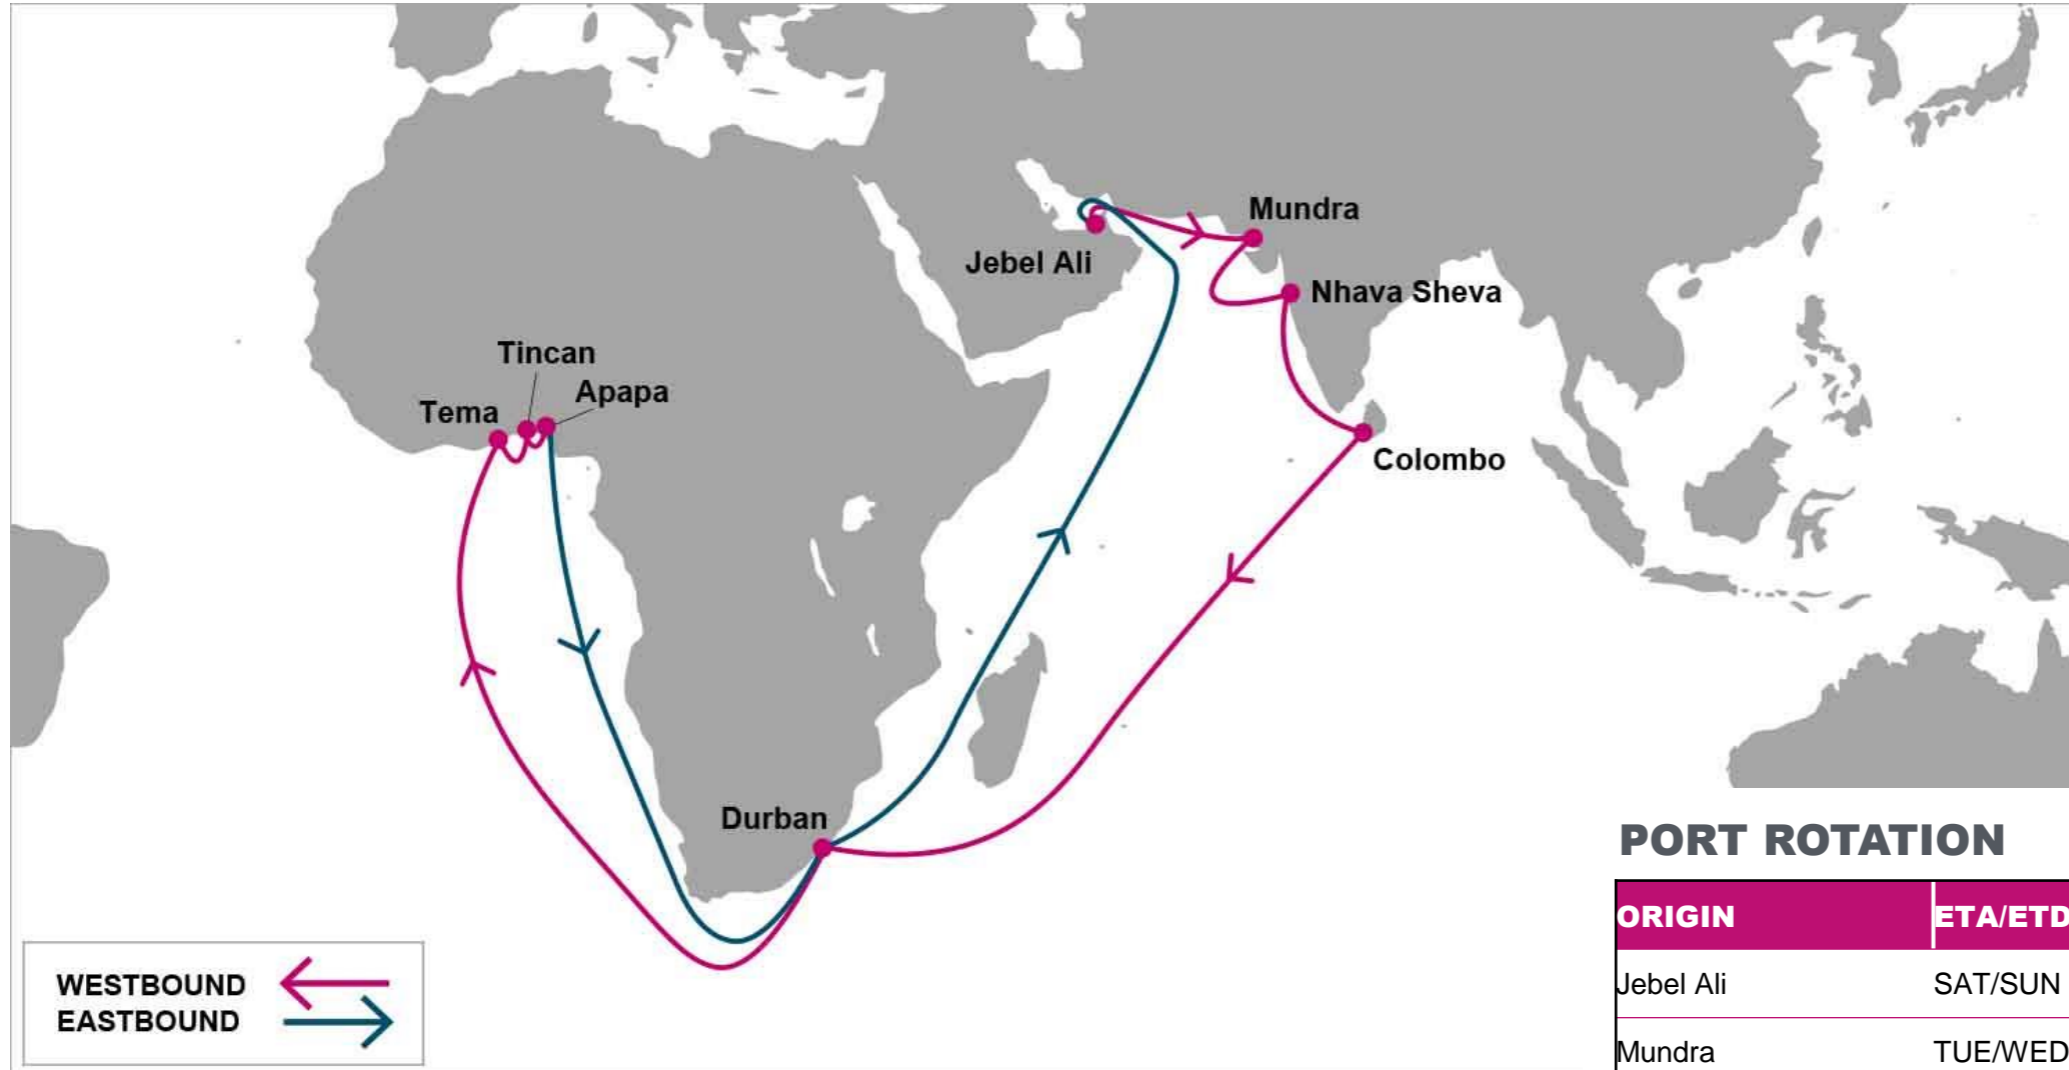 Mundra
Jebel Ali
Nhava Sheva
Tincan
Apapa
Tema
Colombo
Durban
WESTBOUND
EASTBOUND
PORT ROTATION
ORIGIN ETA/ETD
Jebel Ali SAT/SUN
Mundra TUE/WED